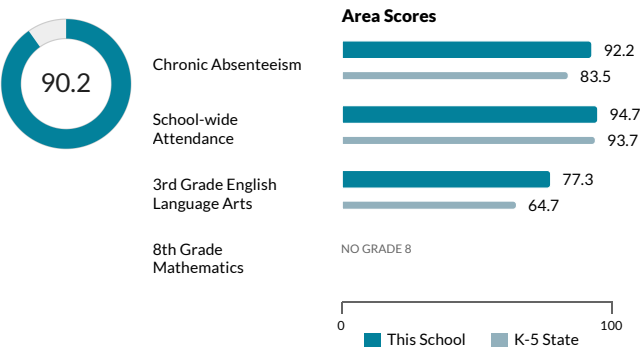 Area Scores
90.2
Chronic Absenteeism
92.2
83.5
School-wide
Attendance
94.7
93.7
3rd Grade English
Language Arts
77.3
64.7
8th Grade
Mathematics
NO GRADE 8
0 100
This School K-5 State